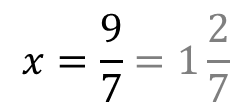 x = 9/7 = 1 2/7